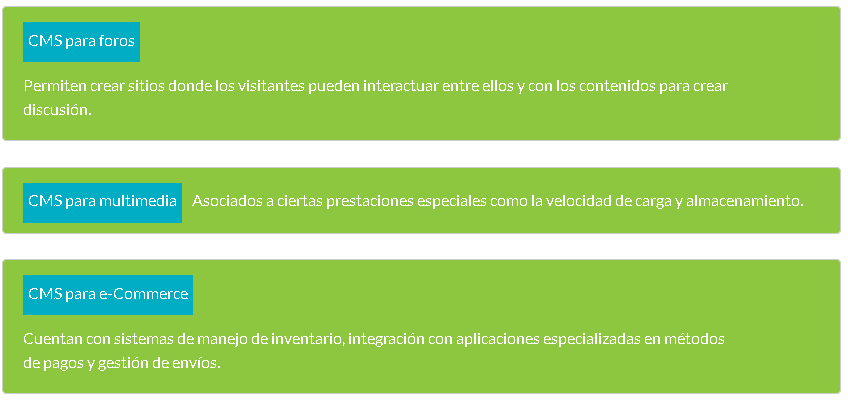 CMS para foros
Permiten crear sitios donde los visitantes pueden interactuar entre ellos y con los contenidos para crear
discusión.
CMS para multimedia Asociados a ciertas prestaciones especiales como la velocidad de carga y almacenamiento.
CMS para e-Commerce
Cuentan con sistemas de manejo de inventario, integración con aplicaciones especializadas en métodos
de pagos y gestión de envíos.